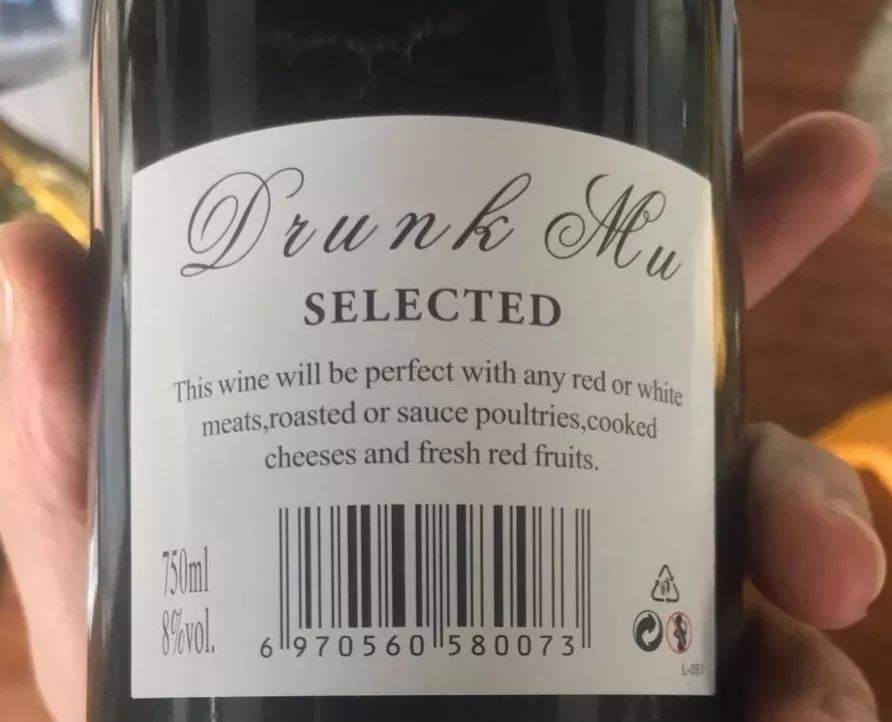 Drunk Mu
SELECTED
This wine will be perfect with any red or white
meats,roasted or sauce poultries,cooked
cheeses and fresh red fruits.
750ml
8%vol.
6 970560 580073
L-051